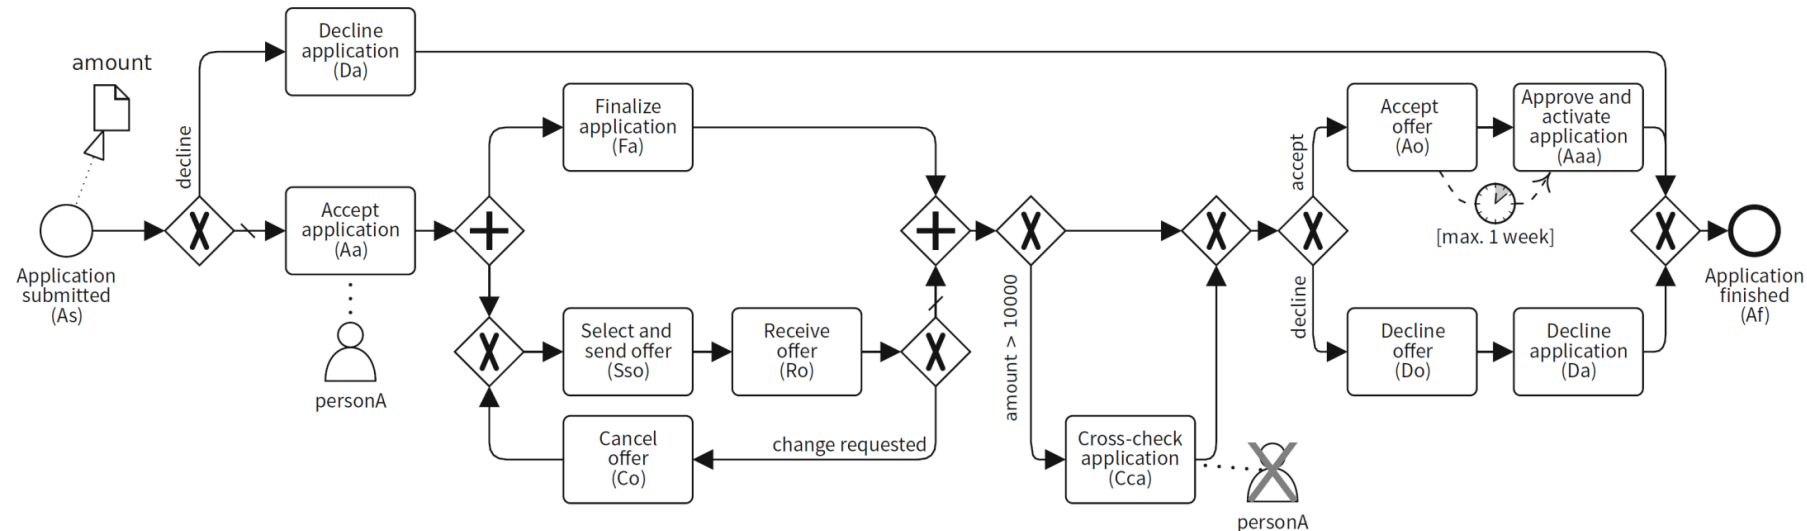 amount
Application
submitted
(As)
decline
Decline
application
(Da)
Accept
application
(Aa)
personA
Finalize
application
(Fa)
Select and
send offer
(Sso)
Receive
offer
(Ro)
Cancel
offer
(Co)
change requested
amount > 10000
Cross-check
application
(Cca)
personA
accept
decline
Accept
offer
(Ao)
Approve and
activate
application
(Aaa)
[max. 1 week]
Decline
offer
(Do)
Decline
application
(Da)
Application
finished
(Af)